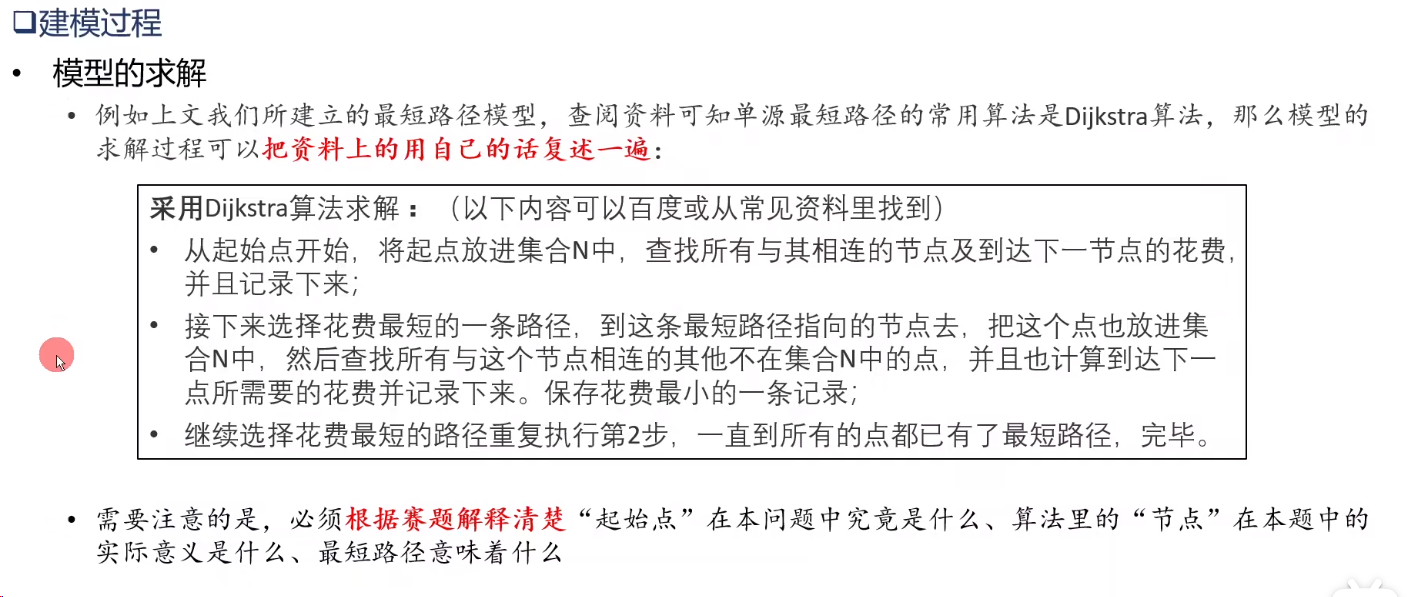 ❑建模过程
• 模型的求解
• 例如上文我们所建立的最短路径模型，查阅资料可知单源最短路径的常用算法是Dijkstra算法，那么模型的
求解过程可以把资料上的用自己的话复述一遍：
采用Dijkstra算法求解：（以下内容可以百度或从常见资料里找到）
• 从起始点开始，将起点放进集合N中，查找所有与其相连的节点及到达下一节点的花费，
并且记录下来；
• 接下来选择花费最短的一条路径，到这条最短路径指向的节点去，把这个点也放进集
合N中，然后查找所有与这个节点相连的其他不在集合N中的点，并且也计算到达下一
点所需要的花费并记录下来。保存花费最小的一条记录；
• 继续选择花费最短的路径重复执行第2步，一直到所有的点都已有了最短路径，完毕。
• 需要注意的是，必须根据赛题解释清楚“起始点”在本问题中究竟是什么、算法里的“节点”在本题中的
实际意义是什么、最短路径意味着什么